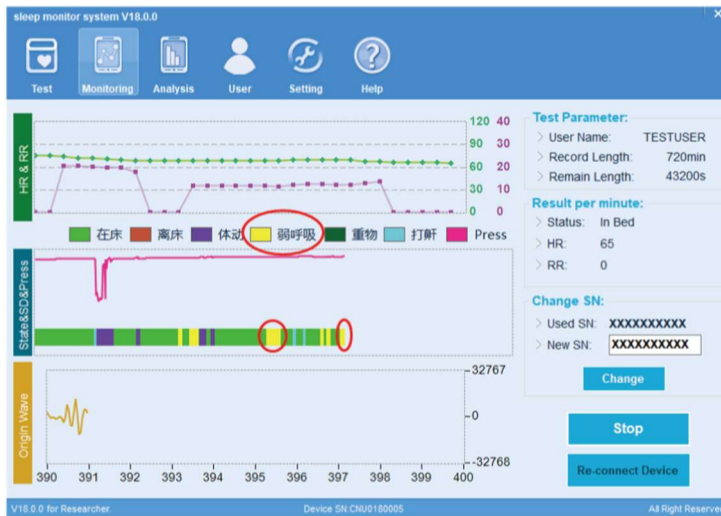 sleep monitor system V18.0.0
Test Monitoring Analysis User Setting Help
HR & RR
120 40
90 30
60 20
30 10
0 0
在床 离床 体动 弱呼吸 重物 打鼾 Press
State&SD&Press
Origin Wave
32767
0
-32768
390 391 392 393 394 395 396 397 398 399 400
Test Parameter:
> User Name: TESTUSER
> Record Length: 720min
> Remain Length: 43200s
Result per minute:
> Status: In Bed
> HR: 65
> RR: 0
Change SN:
> Used SN: XXXXXXXXXX
> New SN: XXXXXXXXXX
Change
Stop
Re-connect Device
V18.0.0 for Researcher Device SN:CNU0180005 All Right Reserve